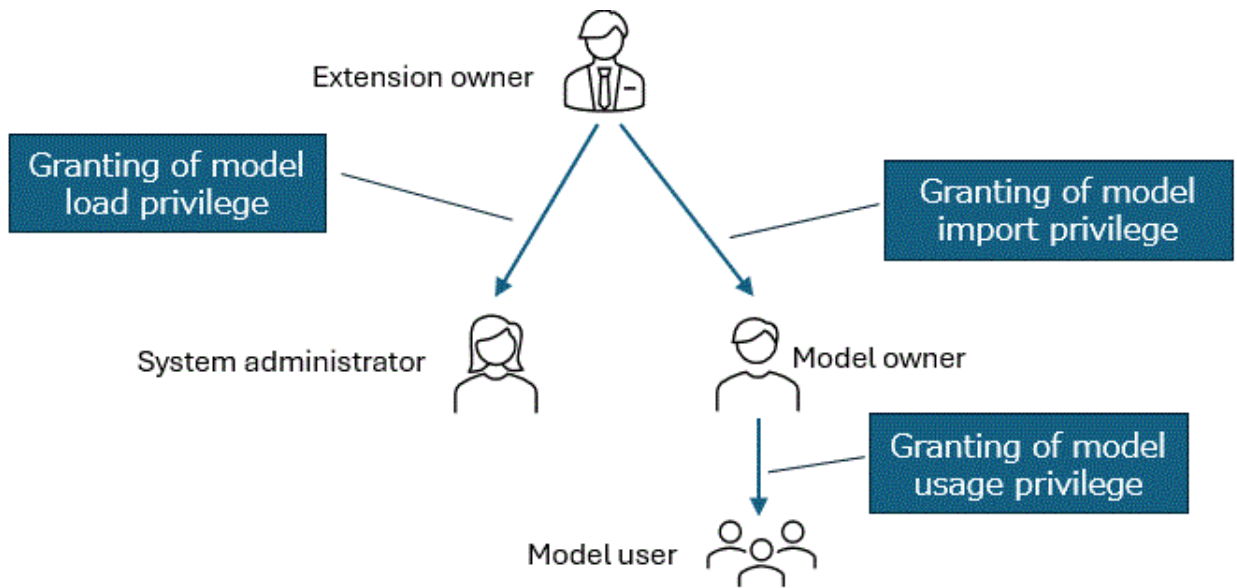 Extension owner
Granting of model
load privilege
Granting of model
import privilege
System administrator
Model owner
Granting of model
usage privilege
Model user